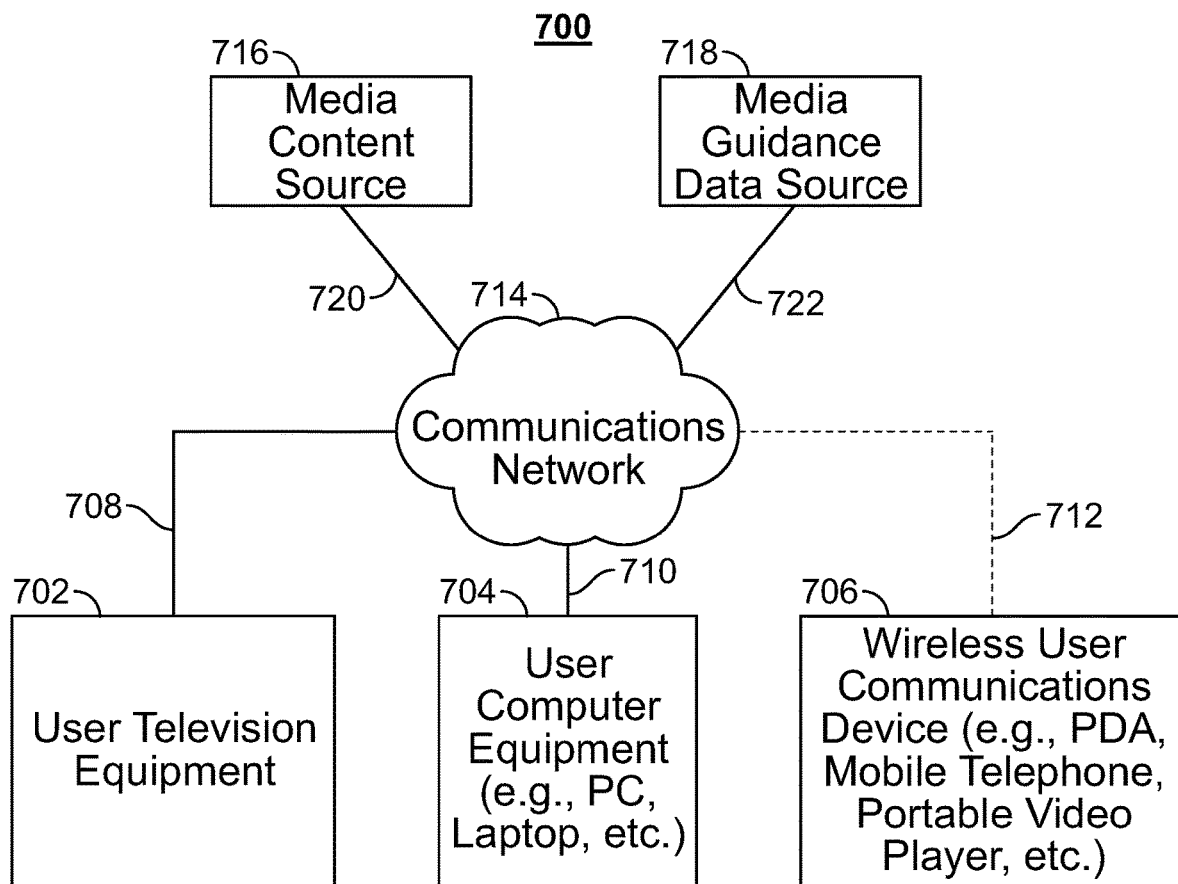 700
716
Media
Content
Source
718
Media
Guidance
Data Source
720
714
722
Communications
Network
708
712
710
702
User Television
Equipment
704
User
Computer
Equipment
(e.g., PC,
Laptop, etc.)
706
Wireless User
Communications
Device (e.g., PDA,
Mobile Telephone,
Portable Video
Player, etc.)